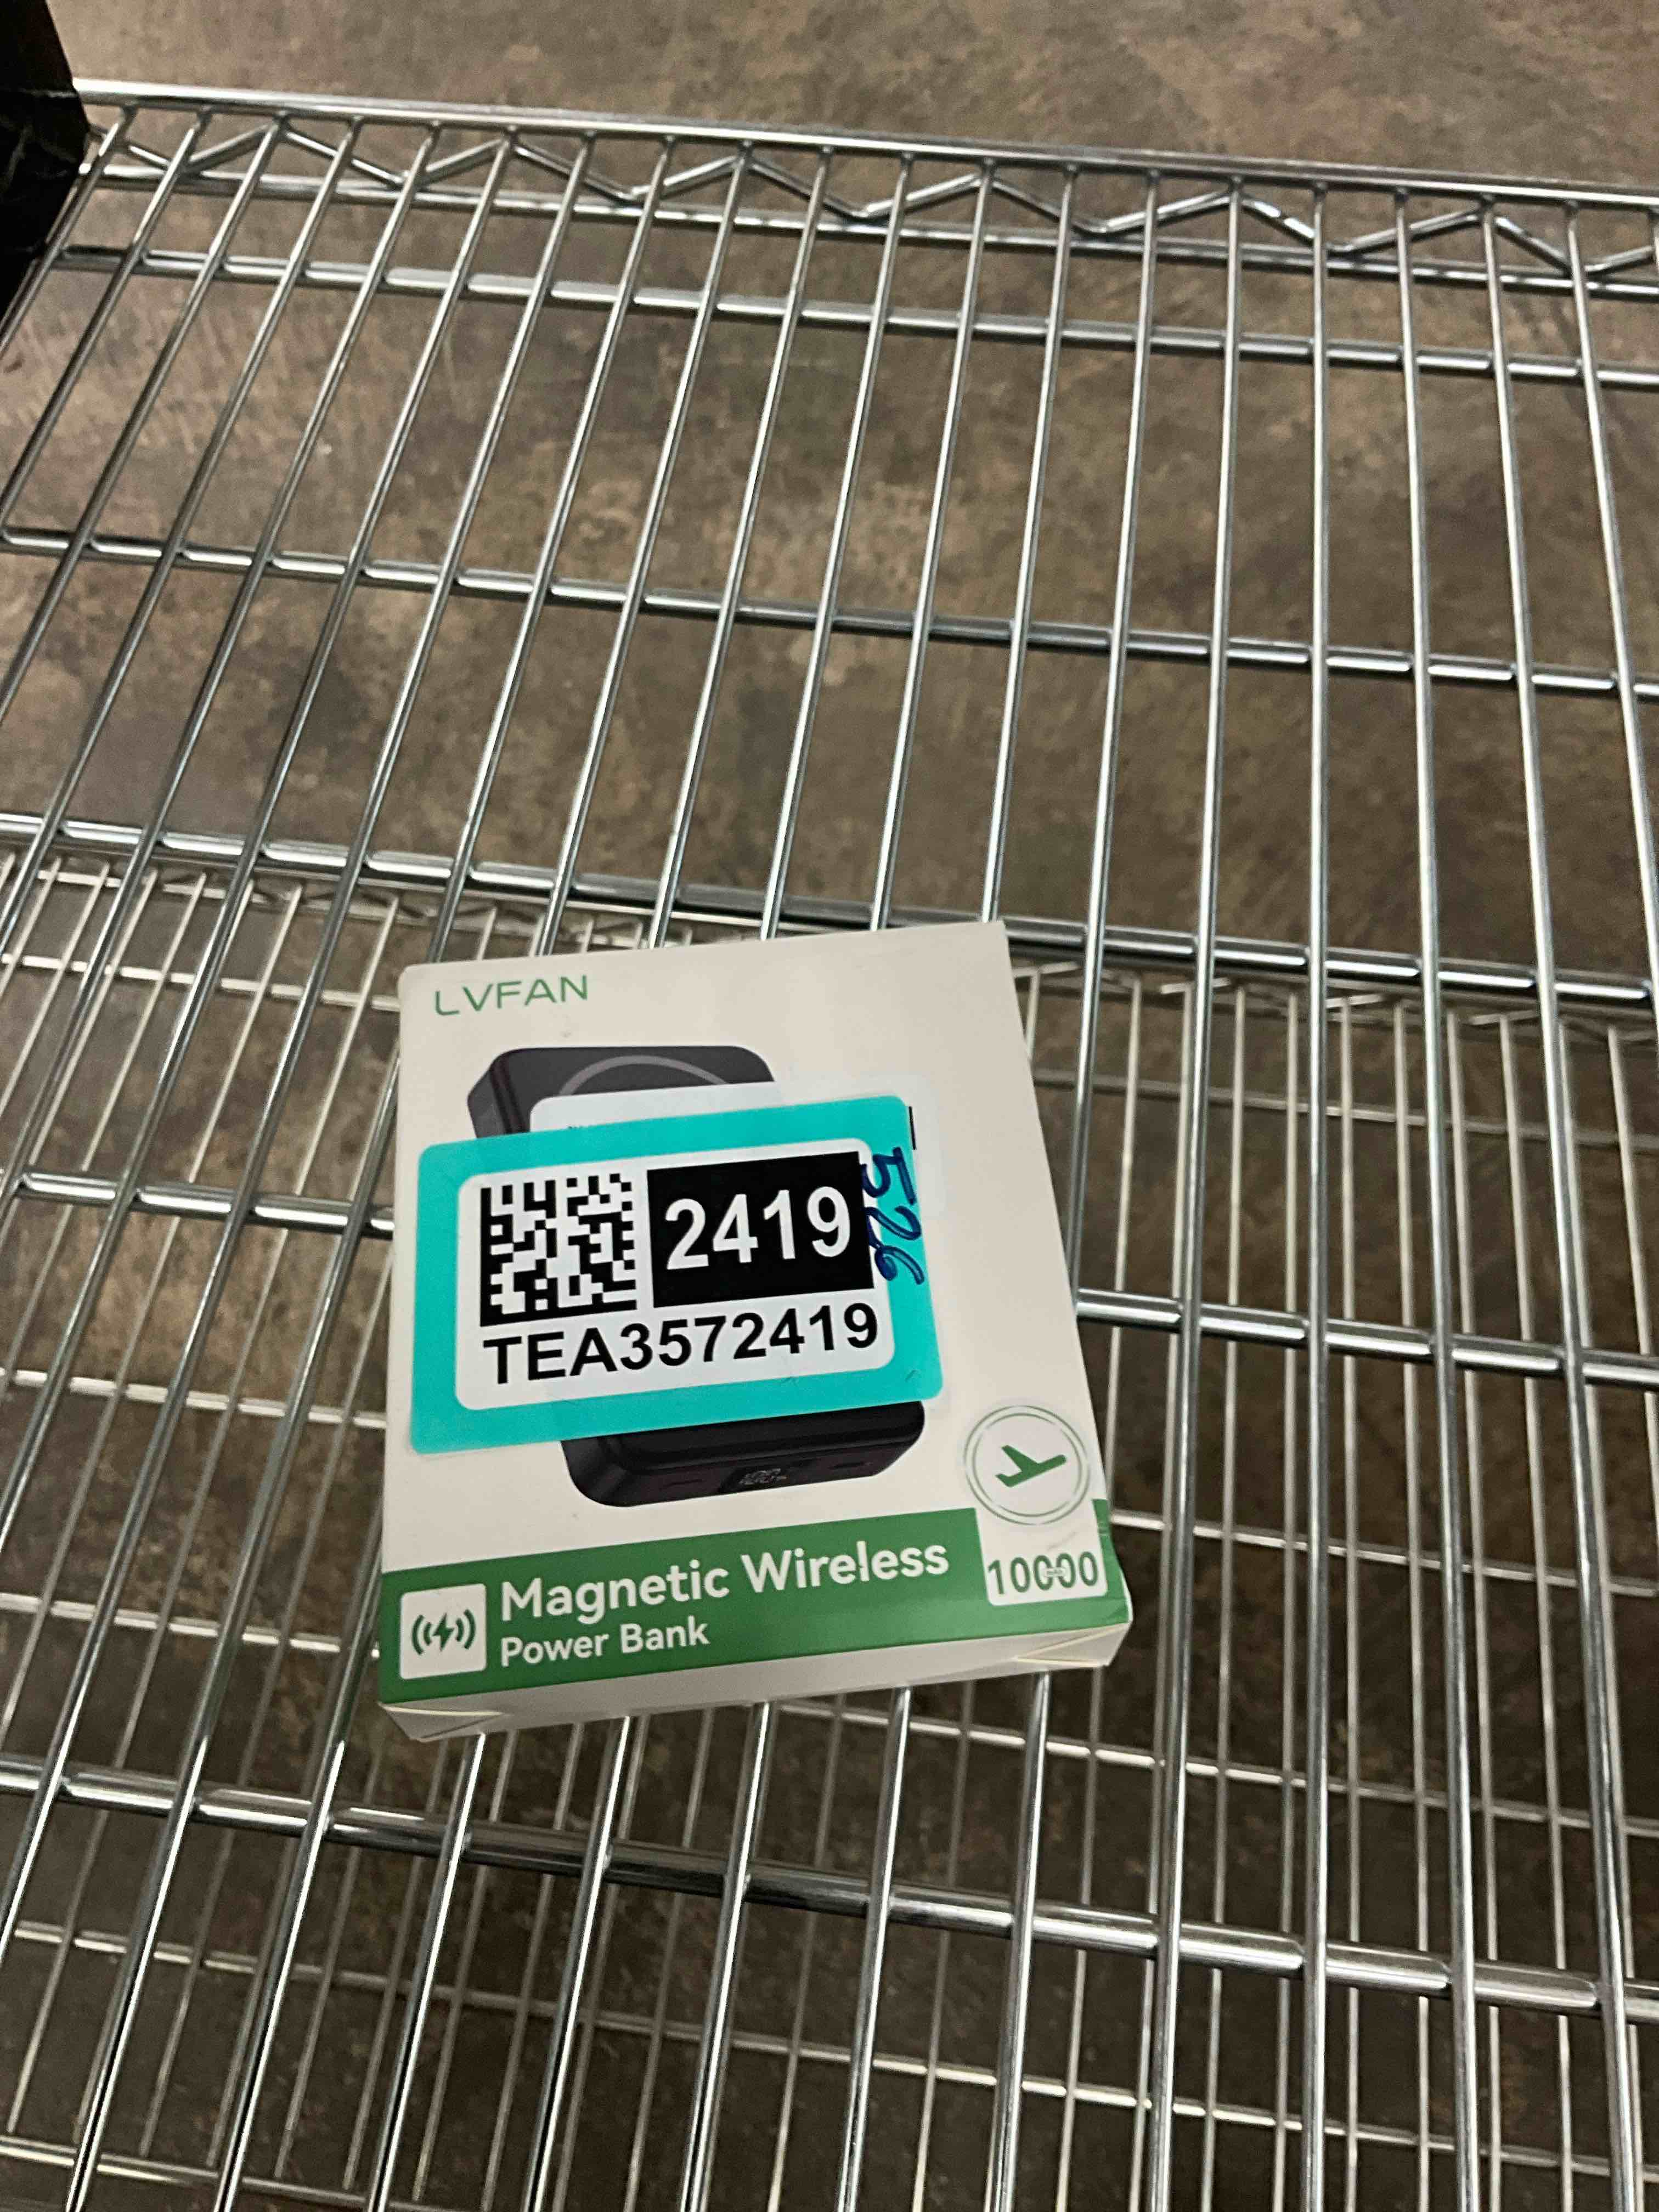 LVFAN
2419
526
TEA3572419
Magnetic Wireless
Power Bank
10000